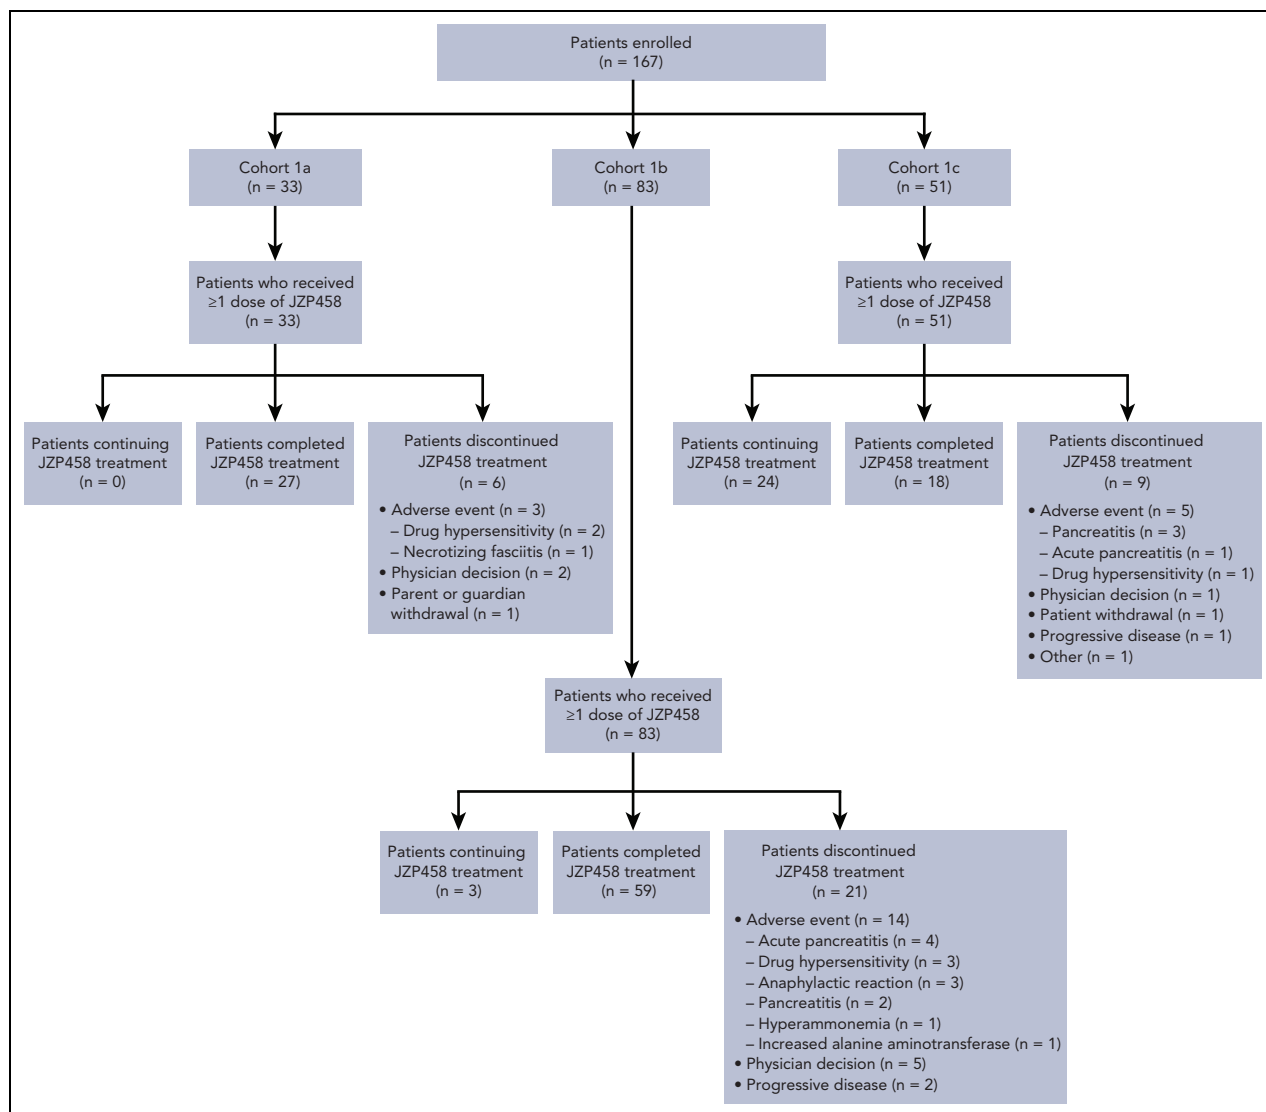 Patients enrolled
(n = 167)
Cohort 1a
(n = 33)
Cohort 1b
(n = 83)
Cohort 1c
(n = 51)
Patients who received
≥1 dose of JZP458
(n = 33)
Patients who received
≥1 dose of JZP458
(n = 51)
Patients continuing
JZP458 treatment
(n = 0)
Patients completed
JZP458 treatment
(n = 27)
Patients discontinued
JZP458 treatment
(n = 6)
• Adverse event (n = 3)
– Drug hypersensitivity (n = 2)
– Necrotizing fasciitis (n = 1)
• Physician decision (n = 2)
• Parent or guardian
withdrawal (n = 1)
Patients continuing
JZP458 treatment
(n = 24)
Patients completed
JZP458 treatment
(n = 18)
Patients discontinued
JZP458 treatment
(n = 9)
• Adverse event (n = 5)
– Pancreatitis (n = 3)
– Acute pancreatitis (n = 1)
– Drug hypersensitivity (n = 1)
• Physician decision (n = 1)
• Patient withdrawal (n = 1)
• Progressive disease (n = 1)
• Other (n = 1)
Patients who received
≥1 dose of JZP458
(n = 83)
Patients continuing
JZP458 treatment
(n = 3)
Patients completed
JZP458 treatment
(n = 59)
Patients discontinued
JZP458 treatment
(n = 21)
• Adverse event (n = 14)
– Acute pancreatitis (n = 4)
– Drug hypersensitivity (n = 3)
– Anaphylactic reaction (n = 3)
– Pancreatitis (n = 2)
– Hyperammonemia (n = 1)
– Increased alanine aminotransferase (n = 1)
• Physician decision (n = 5)
• Progressive disease (n = 2)